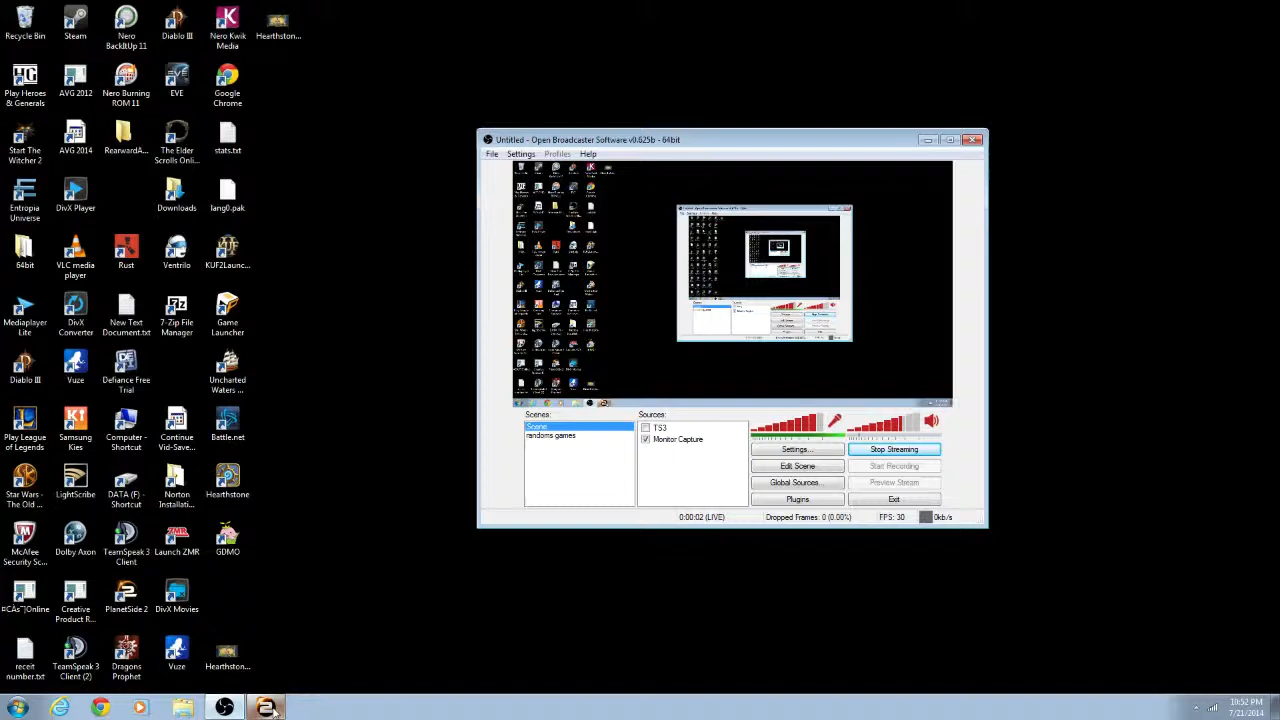 Recycle Bin
Steam
Nero
BackItUp 11
Diablo III
Nero Kwik
Media
Hearthston...
Play Heroes
& Generals
AVG 2012
Nero Burning
ROM 11
EVE
Google
Chrome
Start The
Witcher 2
AVG 2014
RearwardA...
The Elder
Scrolls Onli...
stats.txt
Entropia
Universe
DivX Player
Downloads
lang0.pak
64bit
VLC media
player
Rust
Ventrilo
KUF2Launc...
Mediaplayer
Lite
DivX
Converter
New Text
Document.txt
7-Zip File
Manager
Game
Launcher
Diablo III
Vuze
Defiance Free
Trial
Uncharted
Waters ...
Play League
of Legends
Samsung
Kies
Computer -
Shortcut
Continue
Vid-Saver...
Battle.net
Star Wars -
The Old ...
LightScribe
DATA (F) -
Shortcut
Norton
Installati...
Hearthstone
McAfee
Security Sc...
Dolby Axon
TeamSpeak 3
Client
Launch ZMR
GDMO
Creative
Product R...
PlanetSide 2
DivX Movies
receit
number.txt
TeamSpeak 3
Client (2)
Dragons
Prophet
Vuze
Hearthston...
Untitled - Open Broadcaster Software v0.625b - 64bit
File Settings Profiles Help
Scenes:
Scene
randoms games
Sources:
TS3
Monitor Capture
Settings...
Stop Streaming
Edit Scene
Start Recording
Global Sources...
Preview Stream
Plugins
Exit
0:00:02 (LIVE)
Dropped Frames: 0 (0.00%)
FPS: 30
0kb/s
10:52 PM
7/21/2014